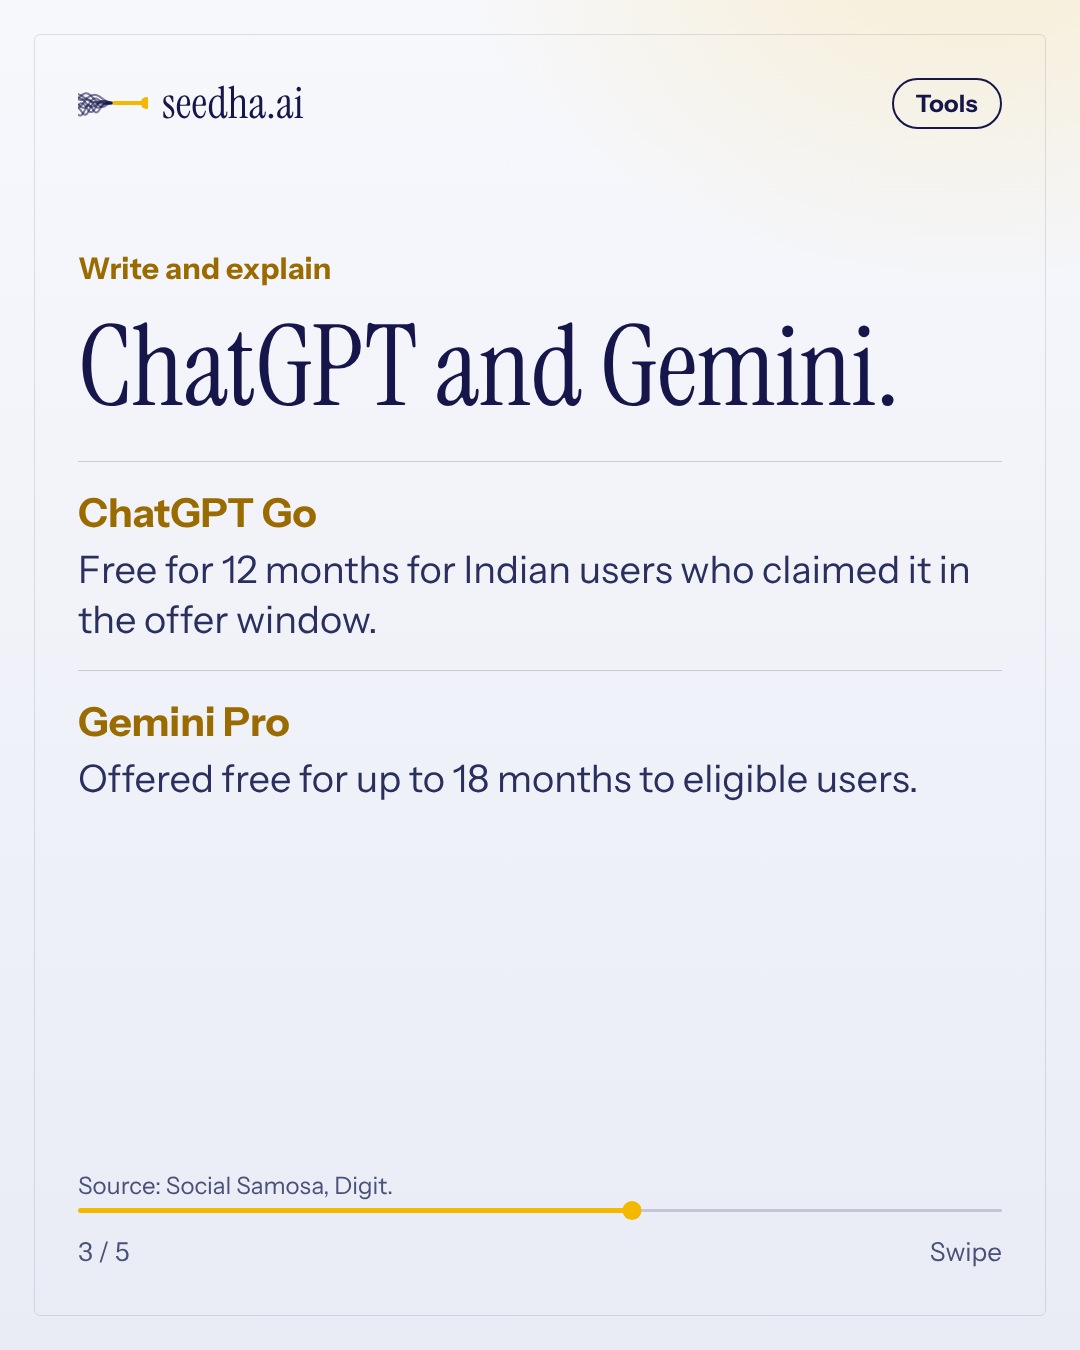 seedha.ai
Tools
Write and explain
ChatGPT and Gemini.
ChatGPT Go
Free for 12 months for Indian users who claimed it in
the offer window.
Gemini Pro
Offered free for up to 18 months to eligible users.
Source: Social Samosa, Digit.
3 / 5
Swipe